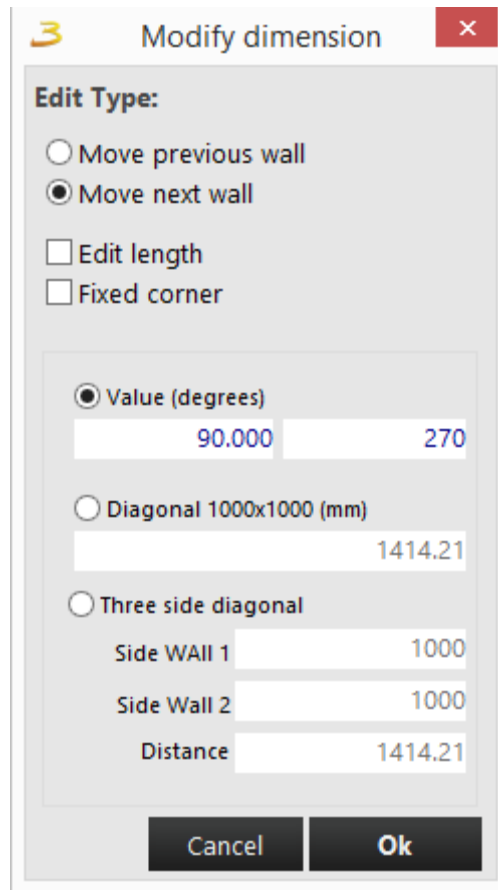 Modify dimension
Edit Type:
Move previous wall
Move next wall
Edit length
Fixed corner
Value (degrees)
90.000 270
Diagonal 1000x1000 (mm)
1414.21
Three side diagonal
Side WAll 1 1000
Side Wall 2 1000
Distance 1414.21
Cancel Ok